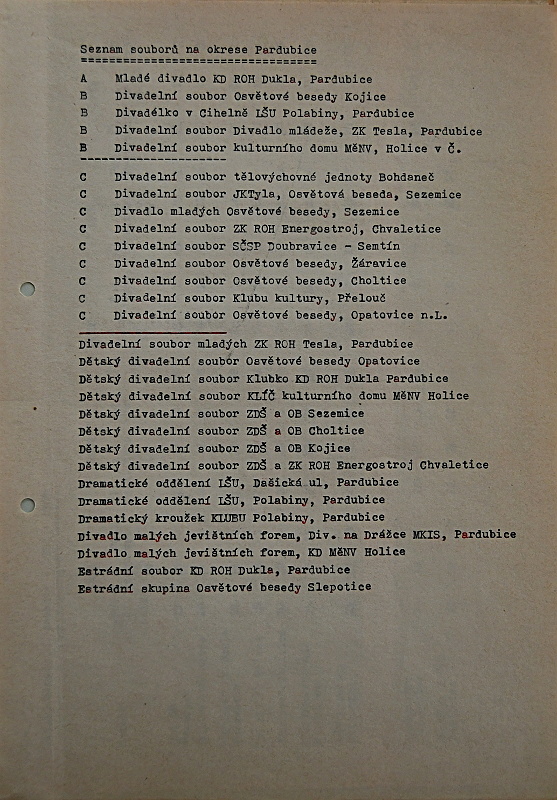 Seznam souborů na okrese Pardubice
=================================
A Mladé divadlo KD ROH Dukla, Pardubice
B Divadelní soubor Osvětové besedy Kojice
B Divadélko v Cihelně LŠU Polabiny, Pardubice
B Divadelní soubor Divadlo mládeže, ZK Tesla, Pardubice
B Divadelní soubor kulturního domu MěNV, Holice v Č.
--------------------
C Divadelní soubor tělovýchovné jednoty Bohdaneč
C Divadelní soubor JKTyla, Osvětová beseda, Sezemice
C Divadlo mladých Osvětové besedy, Sezemice
C Divadelní soubor ZK ROH Energostroj, Chvaletice
C Divadelní soubor SČSP Doubravice - Semtín
C Divadelní soubor Osvětové besedy, Žáravice
C Divadelní soubor Osvětové besedy, Choltice
C Divadelní soubor Klubu kultury, Přelouč
C Divadelní soubor Osvětové besedy, Opatovice n.L.
Divadelní soubor mladých ZK ROH Tesla, Pardubice
Dětský divadelní soubor Osvětové besedy Opatovice
Dětský divadelní soubor Klubko KD ROH Dukla Pardubice
Dětský divadelní soubor KLÍČ kulturního domu MěNV Holice
Dětský divadelní soubor ZDŠ a OB Sezemice
Dětský divadelní soubor ZDŠ a OB Choltice
Dětský divadelní soubor ZDŠ a OB Kojice
Dětský divadelní soubor ZDŠ a ZK ROH Energostroj Chvaletice
Dramatické oddělení LŠU, Dašická ul, Pardubice
Dramatické oddělení LŠU, Polabiny, Pardubice
Dramatický kroužek KLUBU Polabiny, Pardubice
Divadlo malých jevištních forem, Div. na Drážce MKIS, Pardubice
Divadlo malých jevištních forem, KD MěNV Holice
Estrádní soubor KD ROH Dukla, Pardubice
Estrádní skupina Osvětové besedy Slepotice